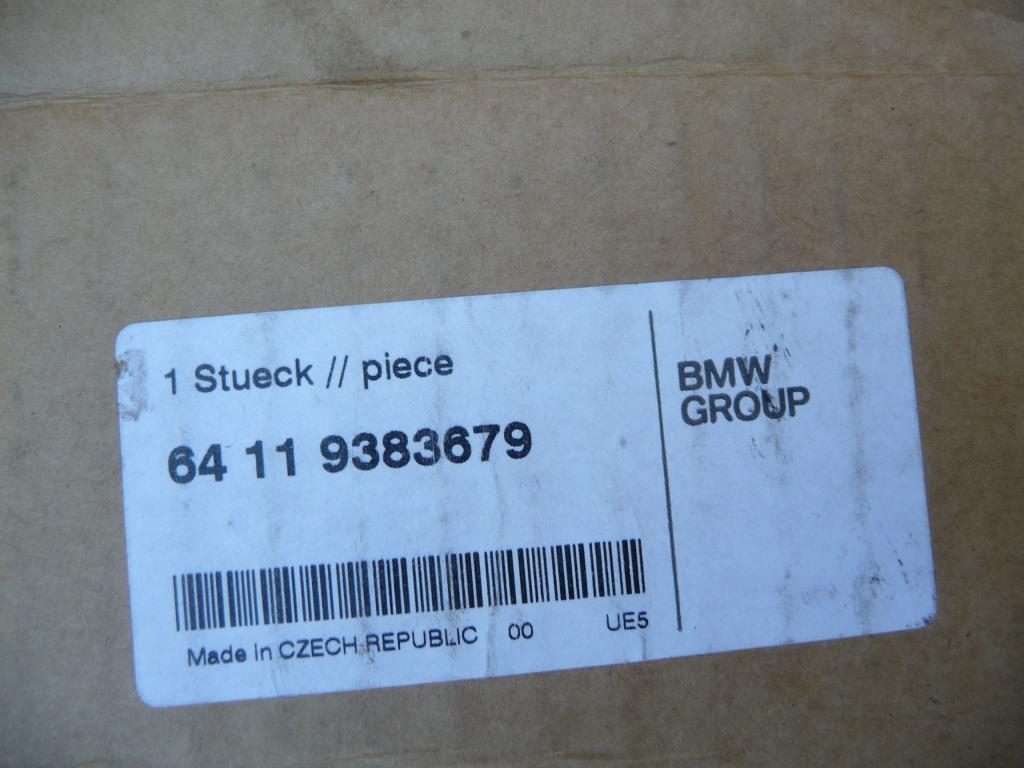 1 Stueck // piece
64 11 9383679
BMW
GROUP
Made in CZECH-REPUBLIC 00 UE5